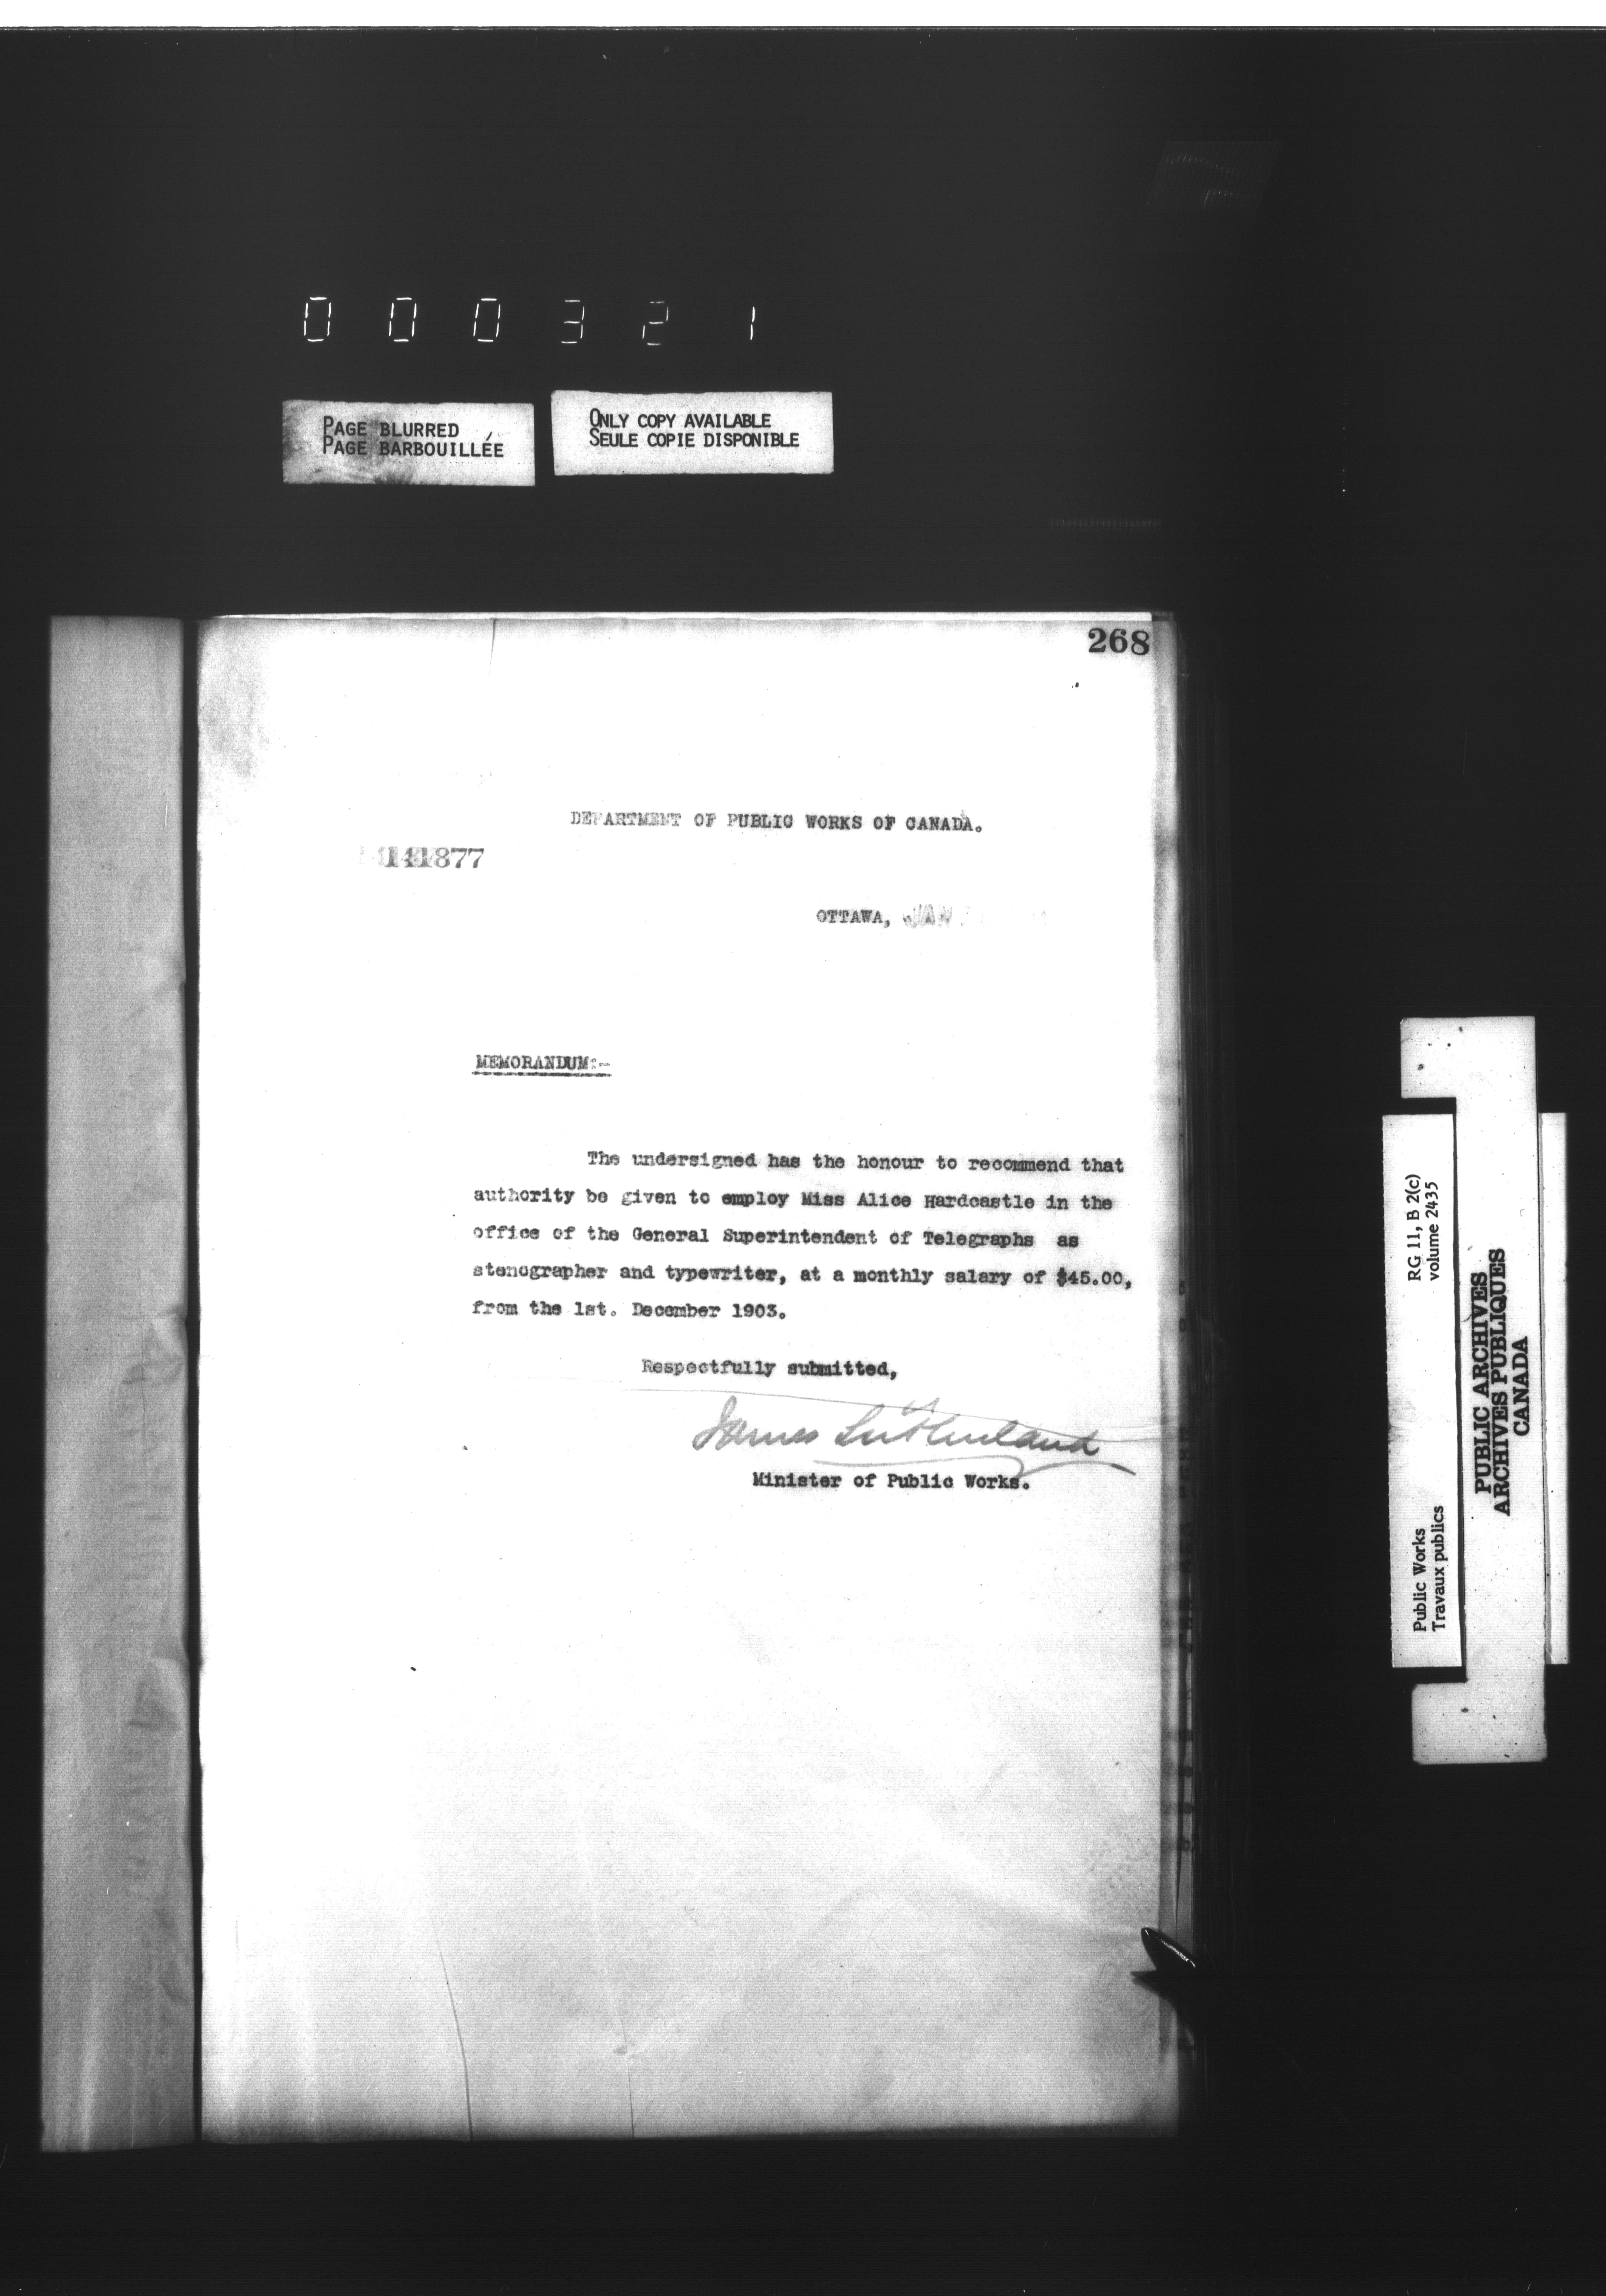 000321
PAGE BLURRED
PAGE BARBOUILLÉE
ONLY COPY AVAILABLE
SEULE COPIE DISPONIBLE
268
DEPARTMENT OF PUBLIC WORKS OF CANADA.
141877
OTTAWA, JAN
MEMORANDUM:-
The undersigned has the honour to recommend that
authority be given to employ Miss Alice Hardcastle in the
office of the General Superintendent of Telegraphs as
stenographer and typewriter, at a monthly salary of $45.00,
from the 1st. December 1903.
Respectfully submitted,
James Sutherland
Minister of Public Works.
RG 11, B 2(c)
volume 2435
Public Works
Travaux publics
PUBLIC ARCHIVES
ARCHIVES PUBLIQUES
CANADA